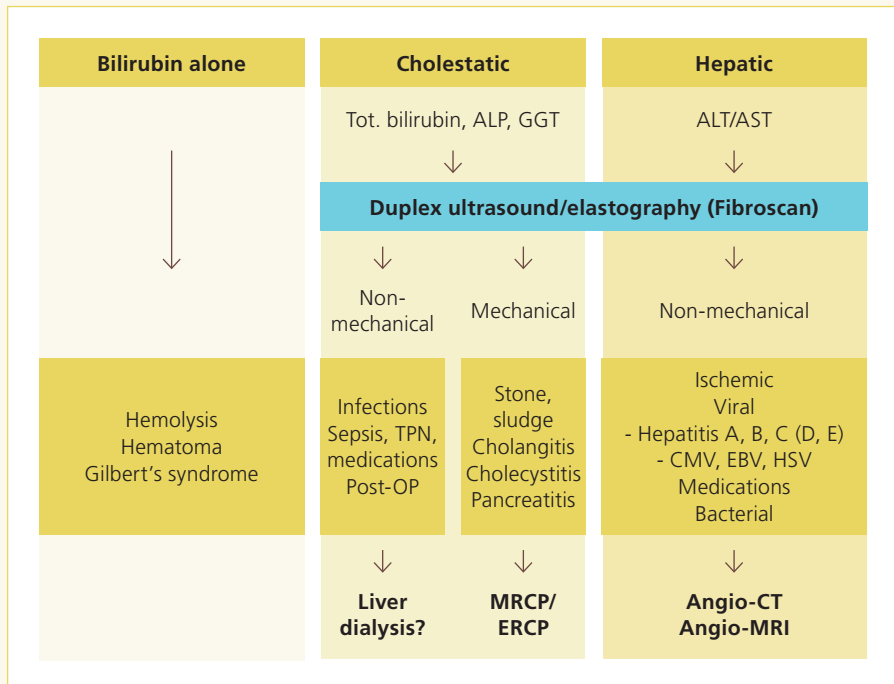 Bilirubin alone
Cholestatic
Hepatic
Tot. bilirubin, ALP, GGT
ALT/AST
Duplex ultrasound/elastography (Fibroscan)
Non-
mechanical
Mechanical
Non-mechanical
Hemolysis
Hematoma
Gilbert’s syndrome
Infections
Sepsis, TPN,
medications
Post-OP
Stone,
sludge
Cholangitis
Cholecystitis
Pancreatitis
Ischemic
Viral
- Hepatitis A, B, C (D, E)
- CMV, EBV, HSV
Medications
Bacterial
Liver
dialysis?
MRCP/
ERCP
Angio-CT
Angio-MRI